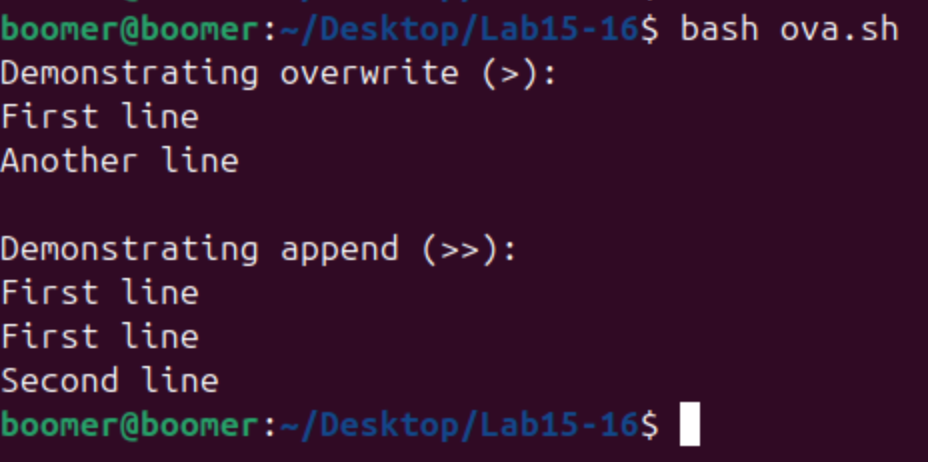 boomer@boomer:~/Desktop/Lab15-16$ bash ova.sh
Demonstrating overwrite (>):
First line
Another line

Demonstrating append (>>):
First line
First line
Second line
boomer@boomer:~/Desktop/Lab15-16$